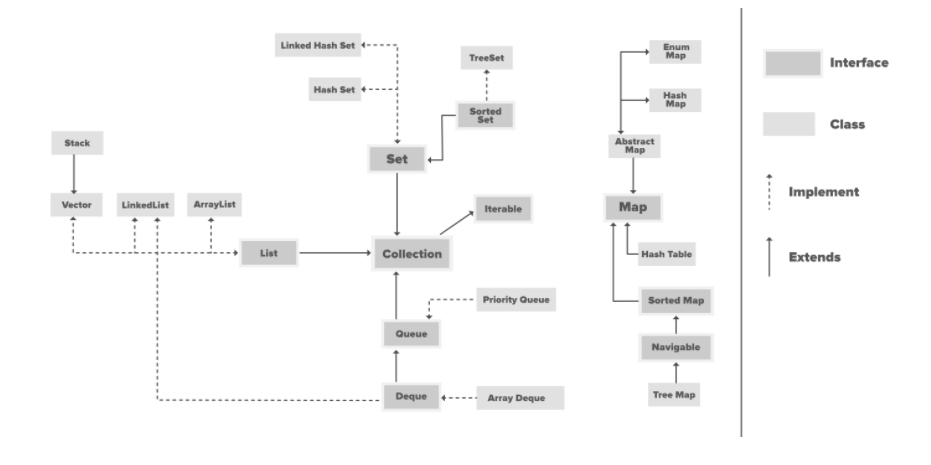 Linked Hash Set
Hash Set
TreeSet
Sorted
Set
Set
Stack
Vector
LinkedList
ArrayList
List
Collection
Iterable
Priority Queue
Queue
Deque
Array Deque
Enum
Map
Hash
Map
Abstract
Map
Map
Hash Table
Sorted Map
Navigable
Tree Map
Interface
Class
Implement
Extends